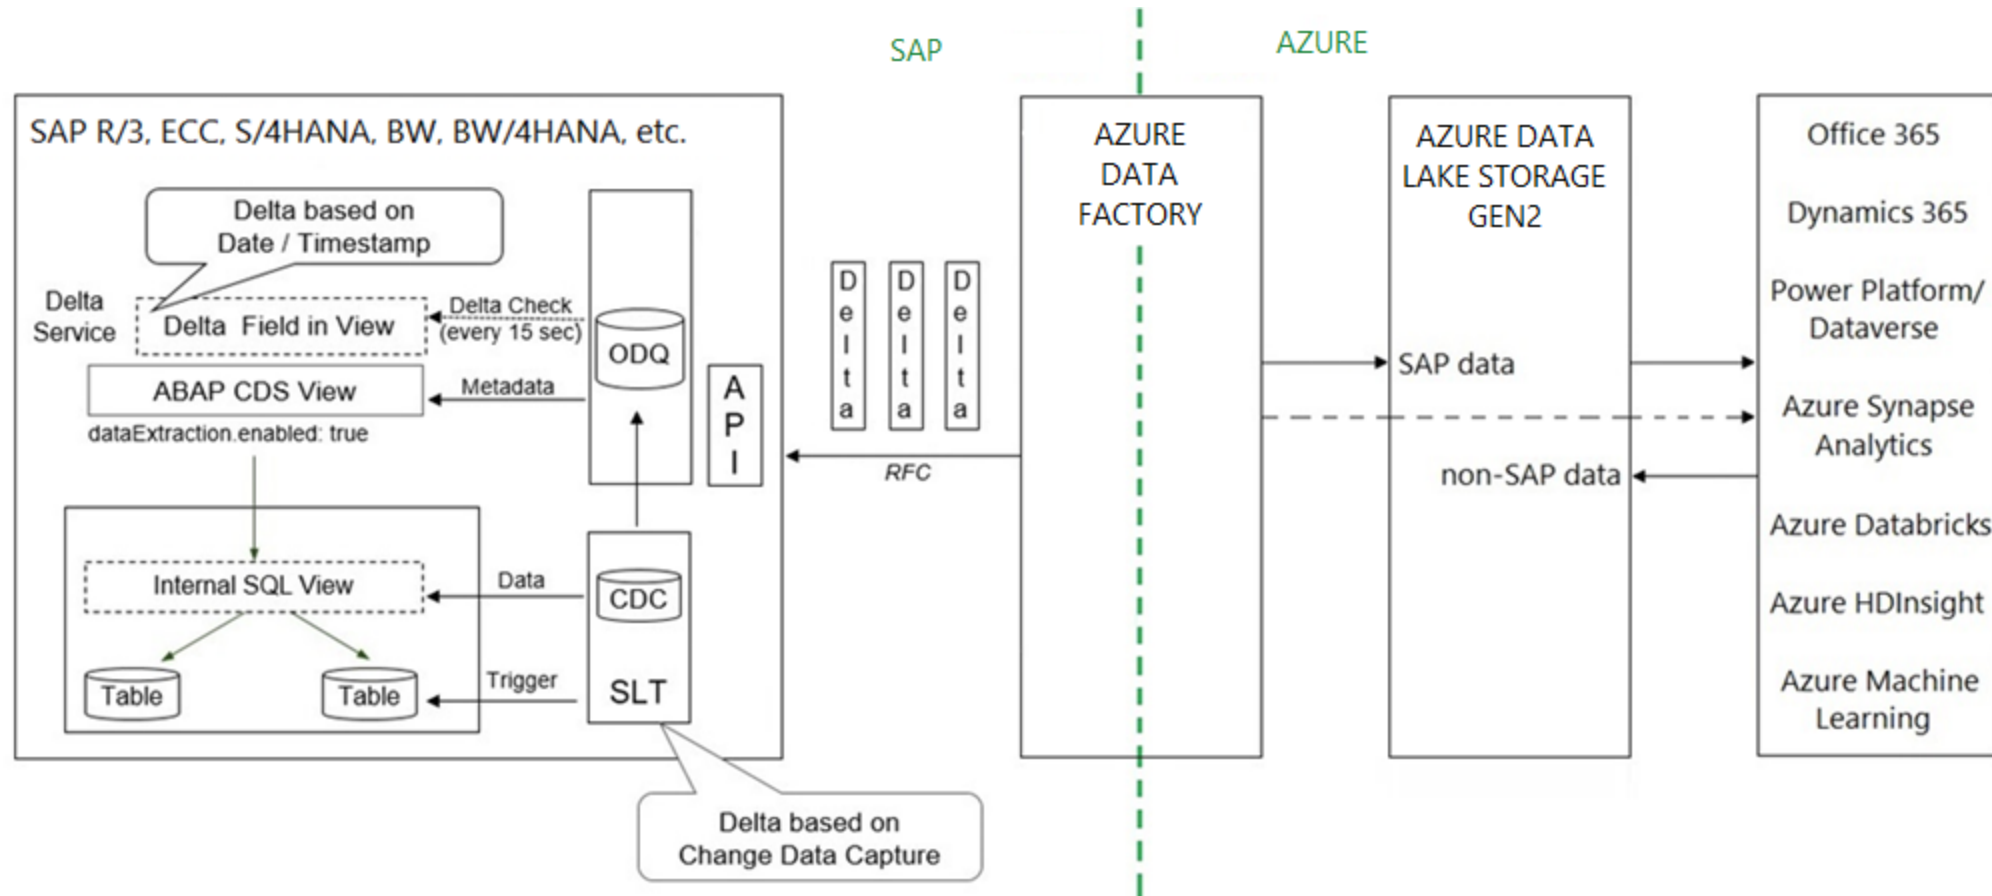 SAP
AZURE
SAP R/3, ECC, S/4HANA, BW, BW/4HANA, etc.
Delta based on
Date / Timestamp
Delta
Service
Delta Field in View
Delta Check
(every 15 sec)
ODQ
ABAP CDS View
Metadata
dataExtraction.enabled: true
API
Internal SQL View
Data
CDC
Table
Table
Trigger
SLT
Delta based on
Change Data Capture
Delta
Delta
Delta
RFC
AZURE
DATA
FACTORY
AZURE DATA
LAKE STORAGE
GEN2
SAP data
non-SAP data
Office 365
Dynamics 365
Power Platform/
Dataverse
Azure Synapse
Analytics
Azure Databricks
Azure HDInsight
Azure Machine
Learning